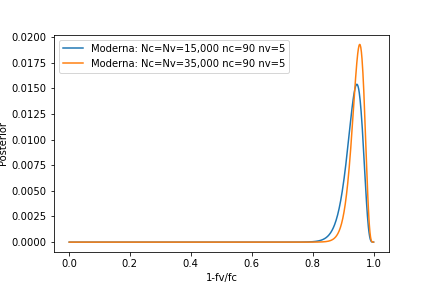 Moderna: Nc=Nv=15,000 nc=90 nv=5
Moderna: Nc=Nv=35,000 nc=90 nv=5
0.0200
0.0175
0.0150
0.0125
0.0100
0.0075
0.0050
0.0025
0.0000
Posterior
0.0 0.2 0.4 0.6 0.8 1.0
1-fv/fc